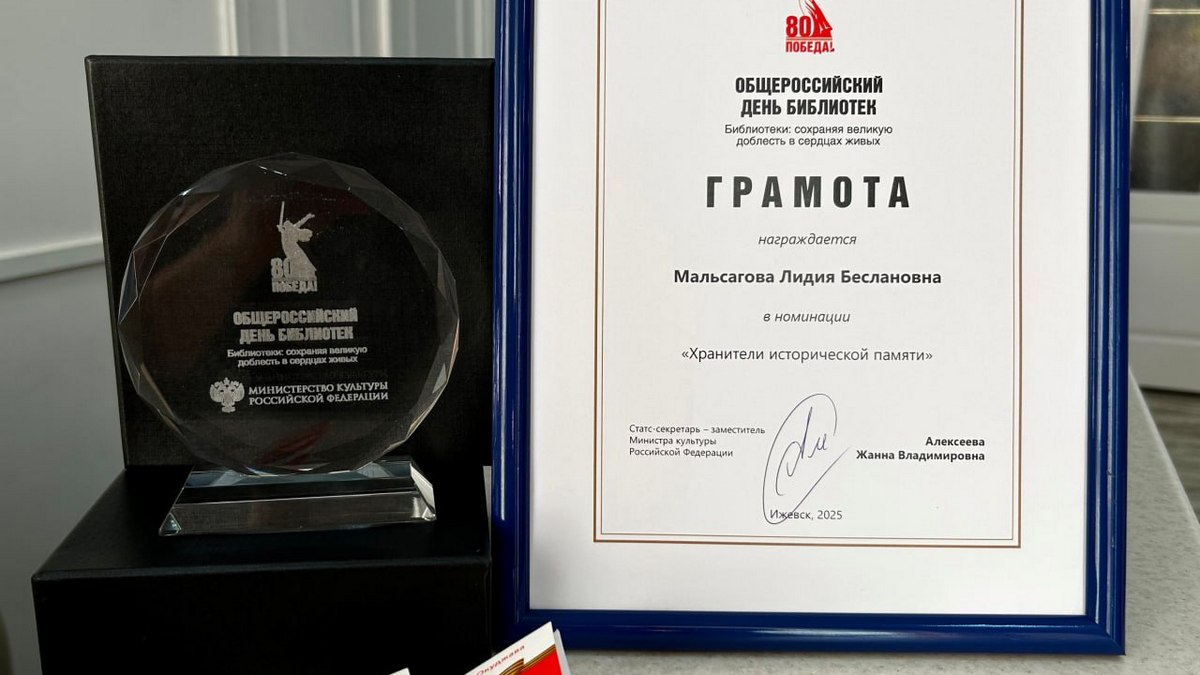 80
ПОБЕДА!
ОБЩЕРОССИЙСКИЙ
ДЕНЬ БИБЛИОТЕК
Библиотеки: сохраняя великую
доблесть в сердцах живых
МИНИСТЕРСТВО КУЛЬТУРЫ
РОССИЙСКОЙ ФЕДЕРАЦИИ
80
ПОБЕДА!
ОБЩЕРОССИЙСКИЙ
ДЕНЬ БИБЛИОТЕК
Библиотеки: сохраняя великую
доблесть в сердцах живых
ГРАМОТА
награждается
Мальсагова Лидия Беслановна
в номинации
«Хранители исторической памяти»
Статс-секретарь – заместитель
Министра культуры
Российской Федерации
Алексеева
Жанна Владимировна
Ижевск, 2025
Окуджава